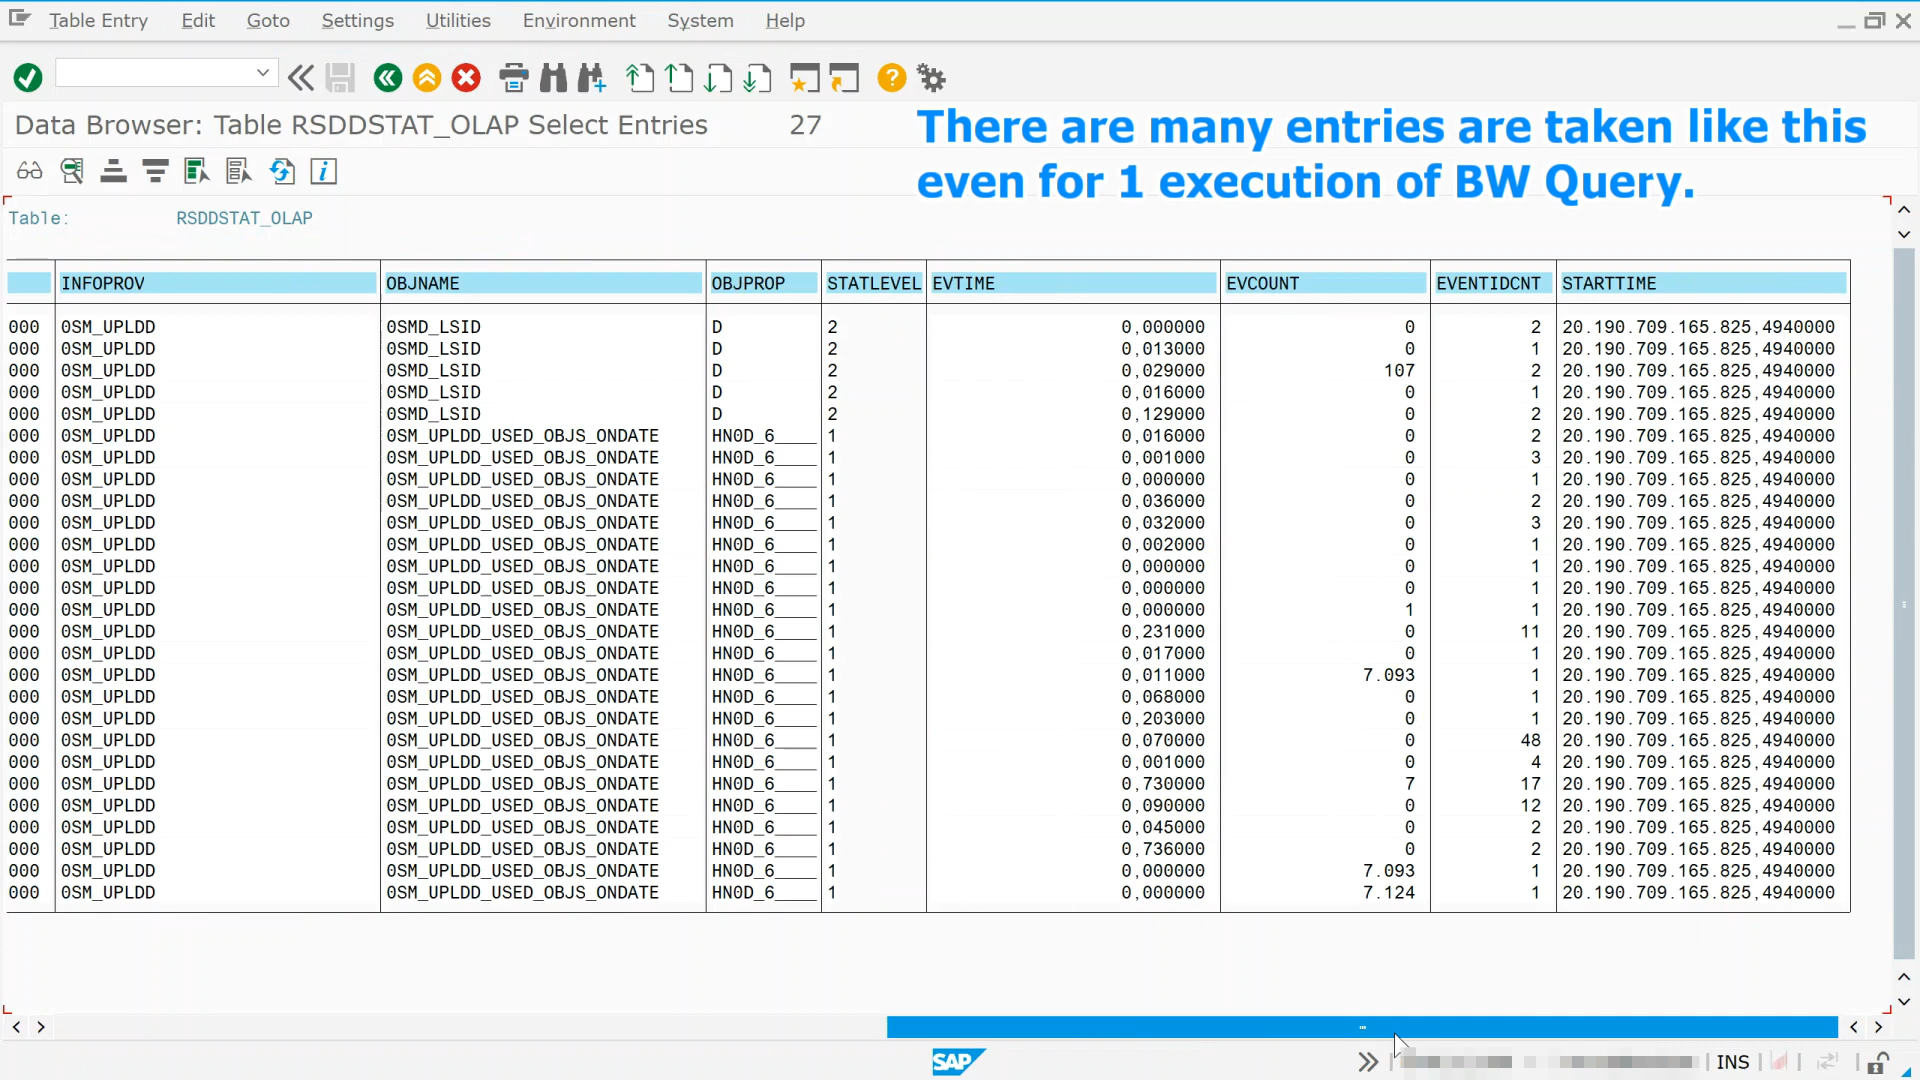 Table Entry Edit Goto Settings Utilities Environment System Help
Data Browser: Table RSDDSTAT_OLAP Select Entries 27
There are many entries are taken like this
even for 1 execution of BW Query.
Table: RSDDSTAT_OLAP
INFOPROV OBJNAME OBJPROP STATLEVEL EVTIME EVCOUNT EVENTIDCNT STARTTIME
000 0SM_UPLDD 0SMD_LSID D 2 0,000000 0 2 20.190.709.165.825,4940000
000 0SM_UPLDD 0SMD_LSID D 2 0,013000 0 1 20.190.709.165.825,4940000
000 0SM_UPLDD 0SMD_LSID D 2 0,029000 107 2 20.190.709.165.825,4940000
000 0SM_UPLDD 0SMD_LSID D 2 0,016000 0 1 20.190.709.165.825,4940000
000 0SM_UPLDD 0SMD_LSID D 2 0,129000 0 2 20.190.709.165.825,4940000
000 0SM_UPLDD 0SM_UPLDD_USED_OBJS_ONDATE HN0D_6____ 1 0,016000 0 2 20.190.709.165.825,4940000
000 0SM_UPLDD 0SM_UPLDD_USED_OBJS_ONDATE HN0D_6____ 1 0,001000 0 3 20.190.709.165.825,4940000
000 0SM_UPLDD 0SM_UPLDD_USED_OBJS_ONDATE HN0D_6____ 1 0,000000 0 1 20.190.709.165.825,4940000
000 0SM_UPLDD 0SM_UPLDD_USED_OBJS_ONDATE HN0D_6____ 1 0,036000 0 2 20.190.709.165.825,4940000
000 0SM_UPLDD 0SM_UPLDD_USED_OBJS_ONDATE HN0D_6____ 1 0,032000 0 3 20.190.709.165.825,4940000
000 0SM_UPLDD 0SM_UPLDD_USED_OBJS_ONDATE HN0D_6____ 1 0,002000 0 1 20.190.709.165.825,4940000
000 0SM_UPLDD 0SM_UPLDD_USED_OBJS_ONDATE HN0D_6____ 1 0,000000 0 1 20.190.709.165.825,4940000
000 0SM_UPLDD 0SM_UPLDD_USED_OBJS_ONDATE HN0D_6____ 1 0,000000 0 1 20.190.709.165.825,4940000
000 0SM_UPLDD 0SM_UPLDD_USED_OBJS_ONDATE HN0D_6____ 1 0,000000 1 1 20.190.709.165.825,4940000
000 0SM_UPLDD 0SM_UPLDD_USED_OBJS_ONDATE HN0D_6____ 1 0,231000 0 11 20.190.709.165.825,4940000
000 0SM_UPLDD 0SM_UPLDD_USED_OBJS_ONDATE HN0D_6____ 1 0,017000 0 1 20.190.709.165.825,4940000
000 0SM_UPLDD 0SM_UPLDD_USED_OBJS_ONDATE HN0D_6____ 1 0,011000 7.093 1 20.190.709.165.825,4940000
000 0SM_UPLDD 0SM_UPLDD_USED_OBJS_ONDATE HN0D_6____ 1 0,068000 0 1 20.190.709.165.825,4940000
000 0SM_UPLDD 0SM_UPLDD_USED_OBJS_ONDATE HN0D_6____ 1 0,203000 0 1 20.190.709.165.825,4940000
000 0SM_UPLDD 0SM_UPLDD_USED_OBJS_ONDATE HN0D_6____ 1 0,070000 0 48 20.190.709.165.825,4940000
000 0SM_UPLDD 0SM_UPLDD_USED_OBJS_ONDATE HN0D_6____ 1 0,001000 0 4 20.190.709.165.825,4940000
000 0SM_UPLDD 0SM_UPLDD_USED_OBJS_ONDATE HN0D_6____ 1 0,730000 7 17 20.190.709.165.825,4940000
000 0SM_UPLDD 0SM_UPLDD_USED_OBJS_ONDATE HN0D_6____ 1 0,090000 0 12 20.190.709.165.825,4940000
000 0SM_UPLDD 0SM_UPLDD_USED_OBJS_ONDATE HN0D_6____ 1 0,045000 0 2 20.190.709.165.825,4940000
000 0SM_UPLDD 0SM_UPLDD_USED_OBJS_ONDATE HN0D_6____ 1 0,736000 0 2 20.190.709.165.825,4940000
000 0SM_UPLDD 0SM_UPLDD_USED_OBJS_ONDATE HN0D_6____ 1 0,000000 7.093 1 20.190.709.165.825,4940000
000 0SM_UPLDD 0SM_UPLDD_USED_OBJS_ONDATE HN0D_6____ 1 0,000000 7.124 1 20.190.709.165.825,4940000
SAP INS